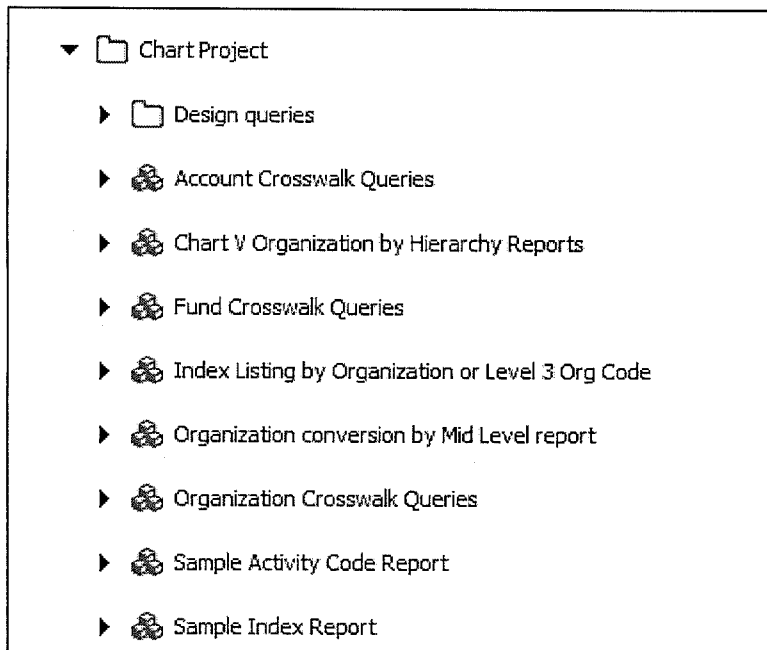 Chart Project
Design queries
Account Crosswalk Queries
Chart V Organization by Hierarchy Reports
Fund Crosswalk Queries
Index Listing by Organization or Level 3 Org Code
Organization conversion by Mid Level report
Organization Crosswalk Queries
Sample Activity Code Report
Sample Index Report